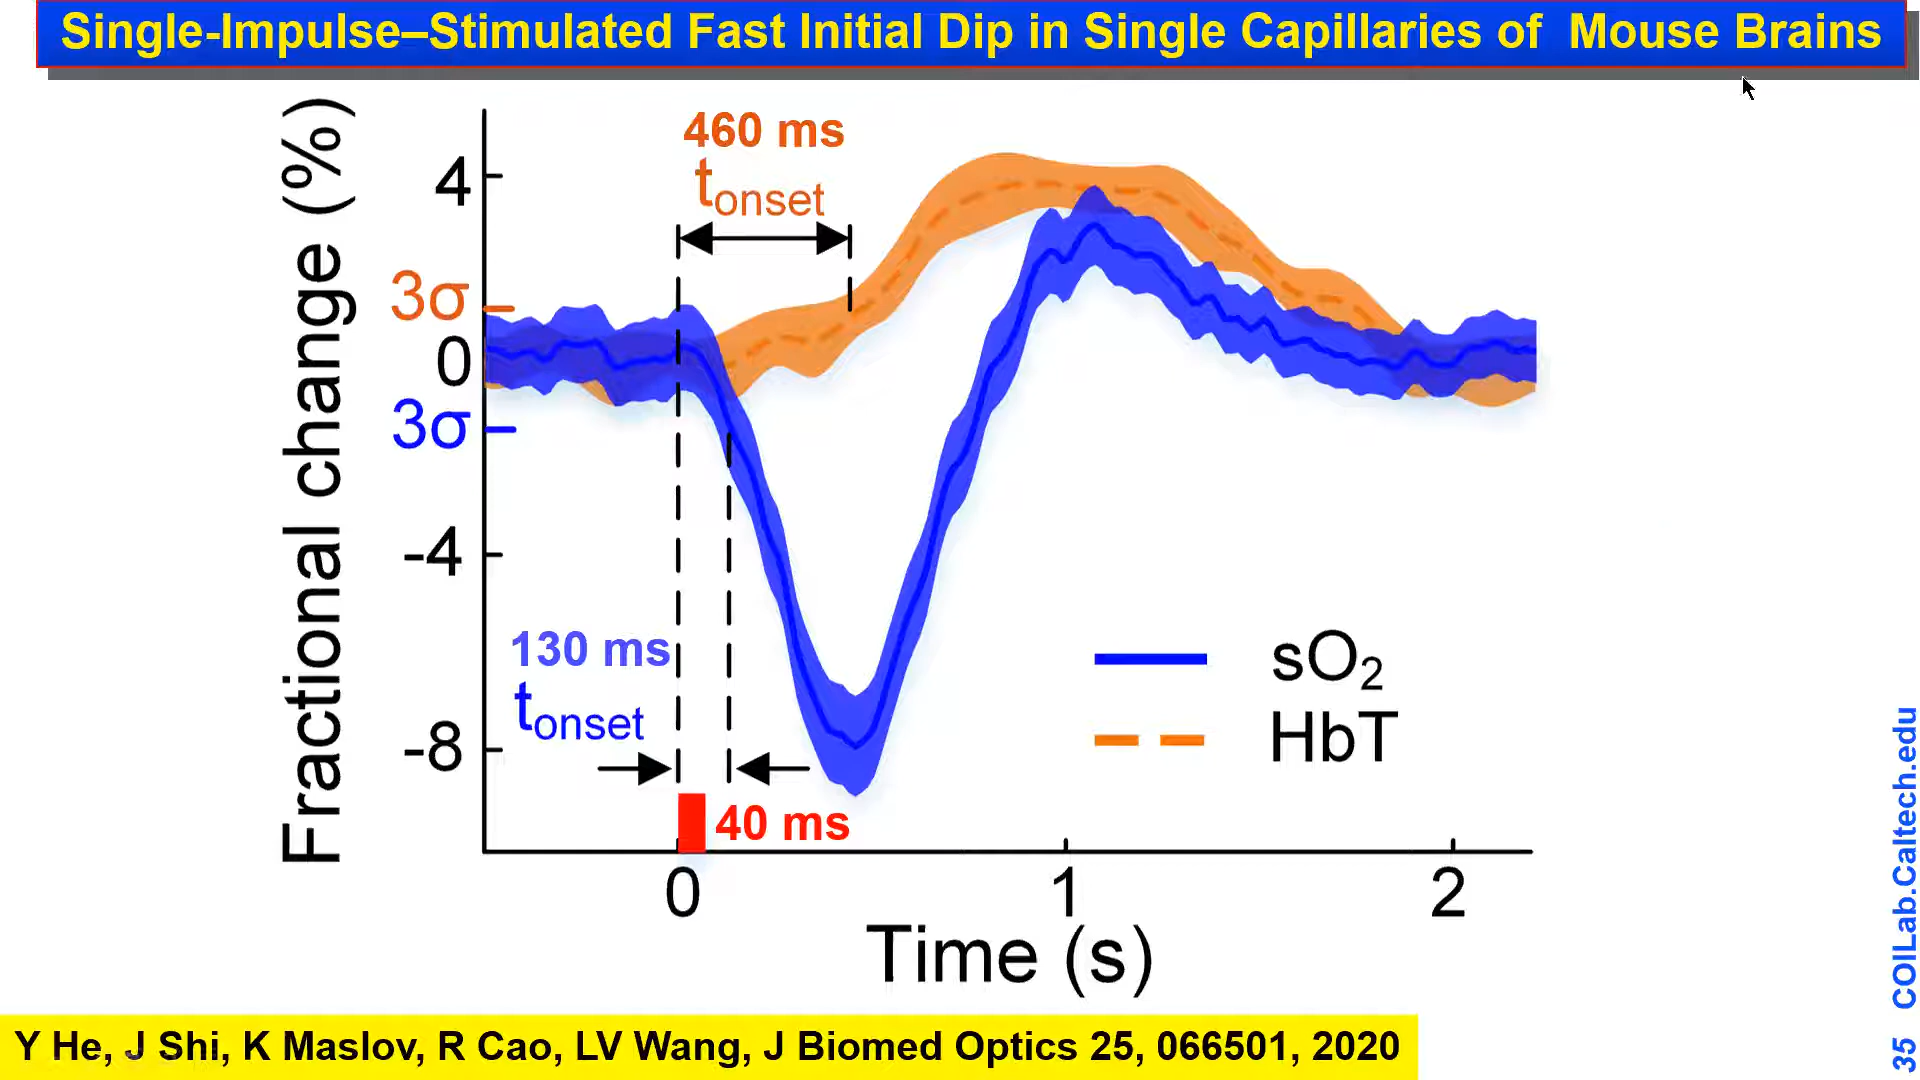 Single-Impulse–Stimulated Fast Initial Dip in Single Capillaries of Mouse Brains
Fractional change (%)
4
3σ
0
3σ
-4
-8
460 ms
tonset
130 ms
tonset
40 ms
sO₂
HbT
0
1
2
Time (s)
Y He, J Shi, K Maslov, R Cao, LV Wang, J Biomed Optics 25, 066501, 2020
35 COILab.Caltech.edu